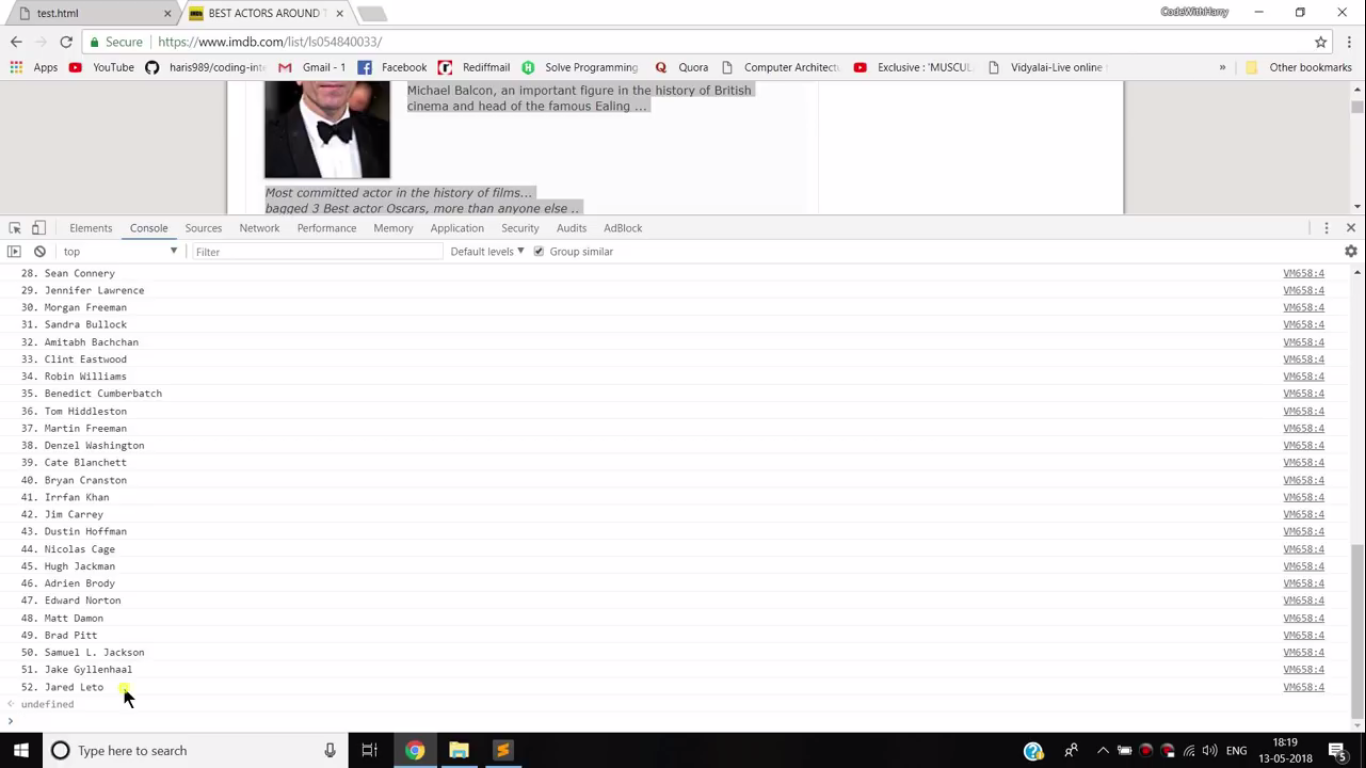 test.html
BEST ACTORS AROUND T
CodeWithHarry
Secure
https://www.imdb.com/list/ls054840033/
Apps
YouTube
haris989/coding-inte
Gmail - 1
Facebook
Rediffmail
Solve Programming
Quora
Computer Architectu
Exclusive : 'MUSCUL
Vidyalai-Live online t
»
Other bookmarks
Michael Balcon, an important figure in the history of British
cinema and head of the famous Ealing ...
Most committed actor in the history of films...
bagged 3 Best actor Oscars, more than anyone else ..
Elements Console Sources Network Performance Memory Application Security Audits AdBlock
top Filter Default levels Group similar
28. Sean Connery VM658:4
29. Jennifer Lawrence VM658:4
30. Morgan Freeman VM658:4
31. Sandra Bullock VM658:4
32. Amitabh Bachchan VM658:4
33. Clint Eastwood VM658:4
34. Robin Williams VM658:4
35. Benedict Cumberbatch VM658:4
36. Tom Hiddleston VM658:4
37. Martin Freeman VM658:4
38. Denzel Washington VM658:4
39. Cate Blanchett VM658:4
40. Bryan Cranston VM658:4
41. Irrfan Khan VM658:4
42. Jim Carrey VM658:4
43. Dustin Hoffman VM658:4
44. Nicolas Cage VM658:4
45. Hugh Jackman VM658:4
46. Adrien Brody VM658:4
47. Edward Norton VM658:4
48. Matt Damon VM658:4
49. Brad Pitt VM658:4
50. Samuel L. Jackson VM658:4
51. Jake Gyllenhaal VM658:4
52. Jared Leto VM658:4
undefined
Type here to search
ENG
18:19
13-05-2018
5